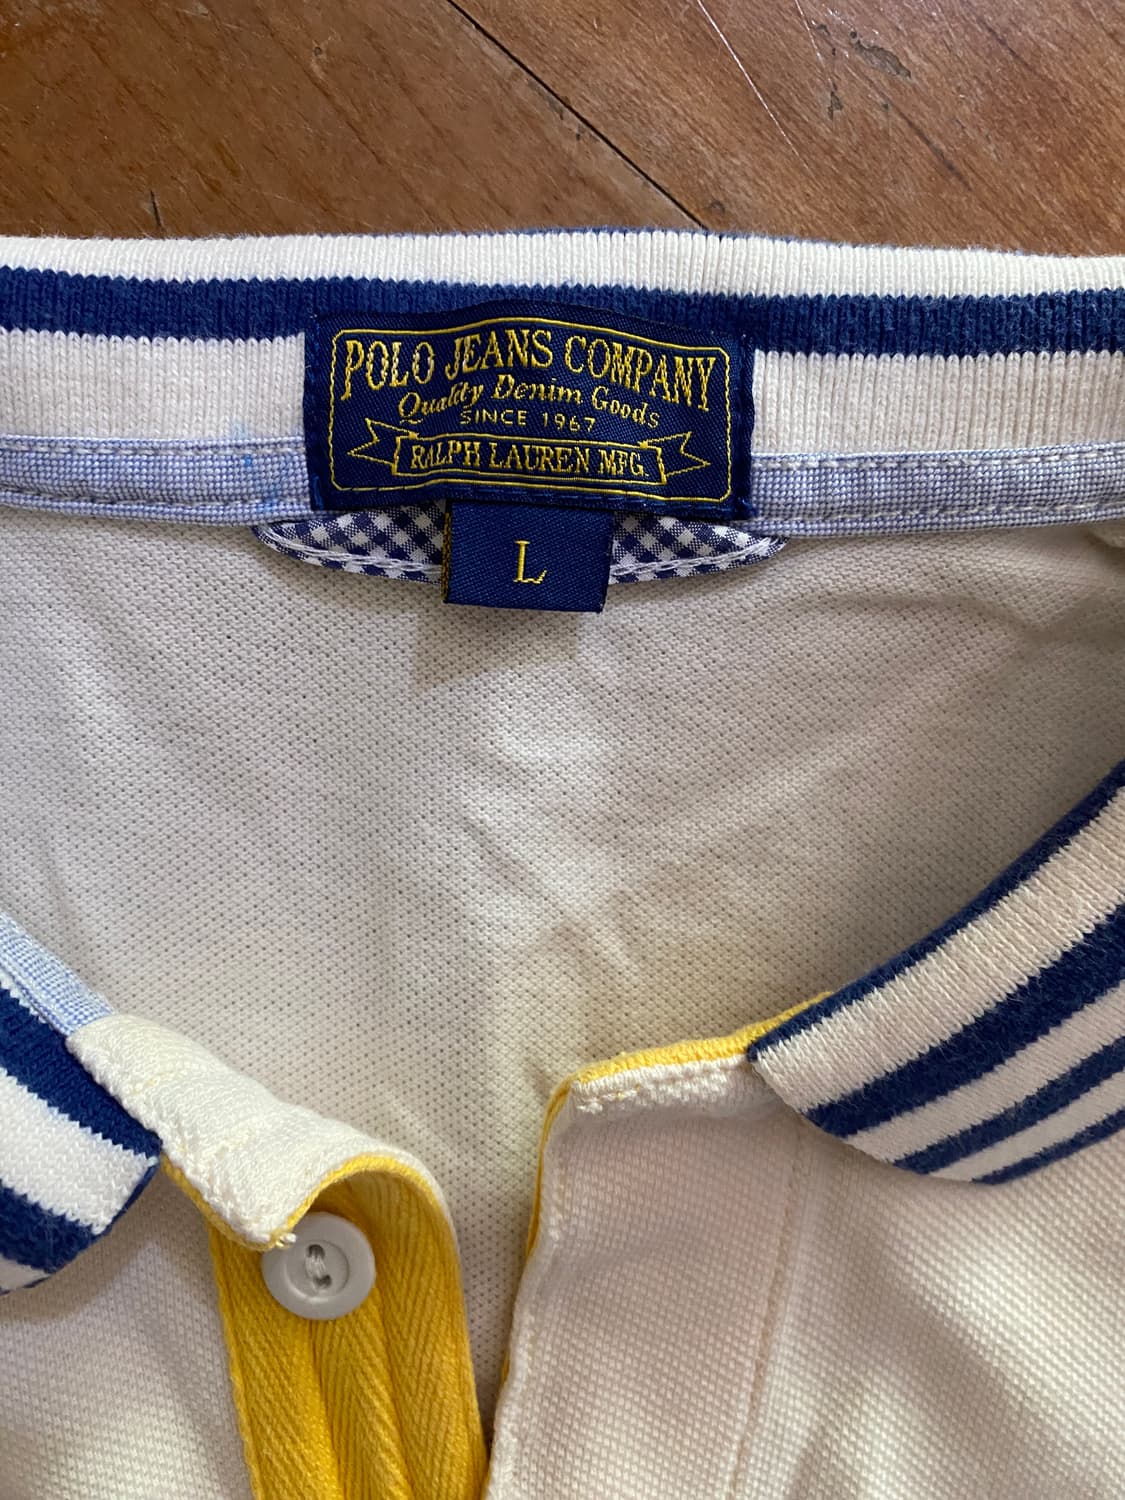 POLO JEANS COMPANY
Quality Denim Goods
SINCE 1967
RALPH LAUREN MFG.
L